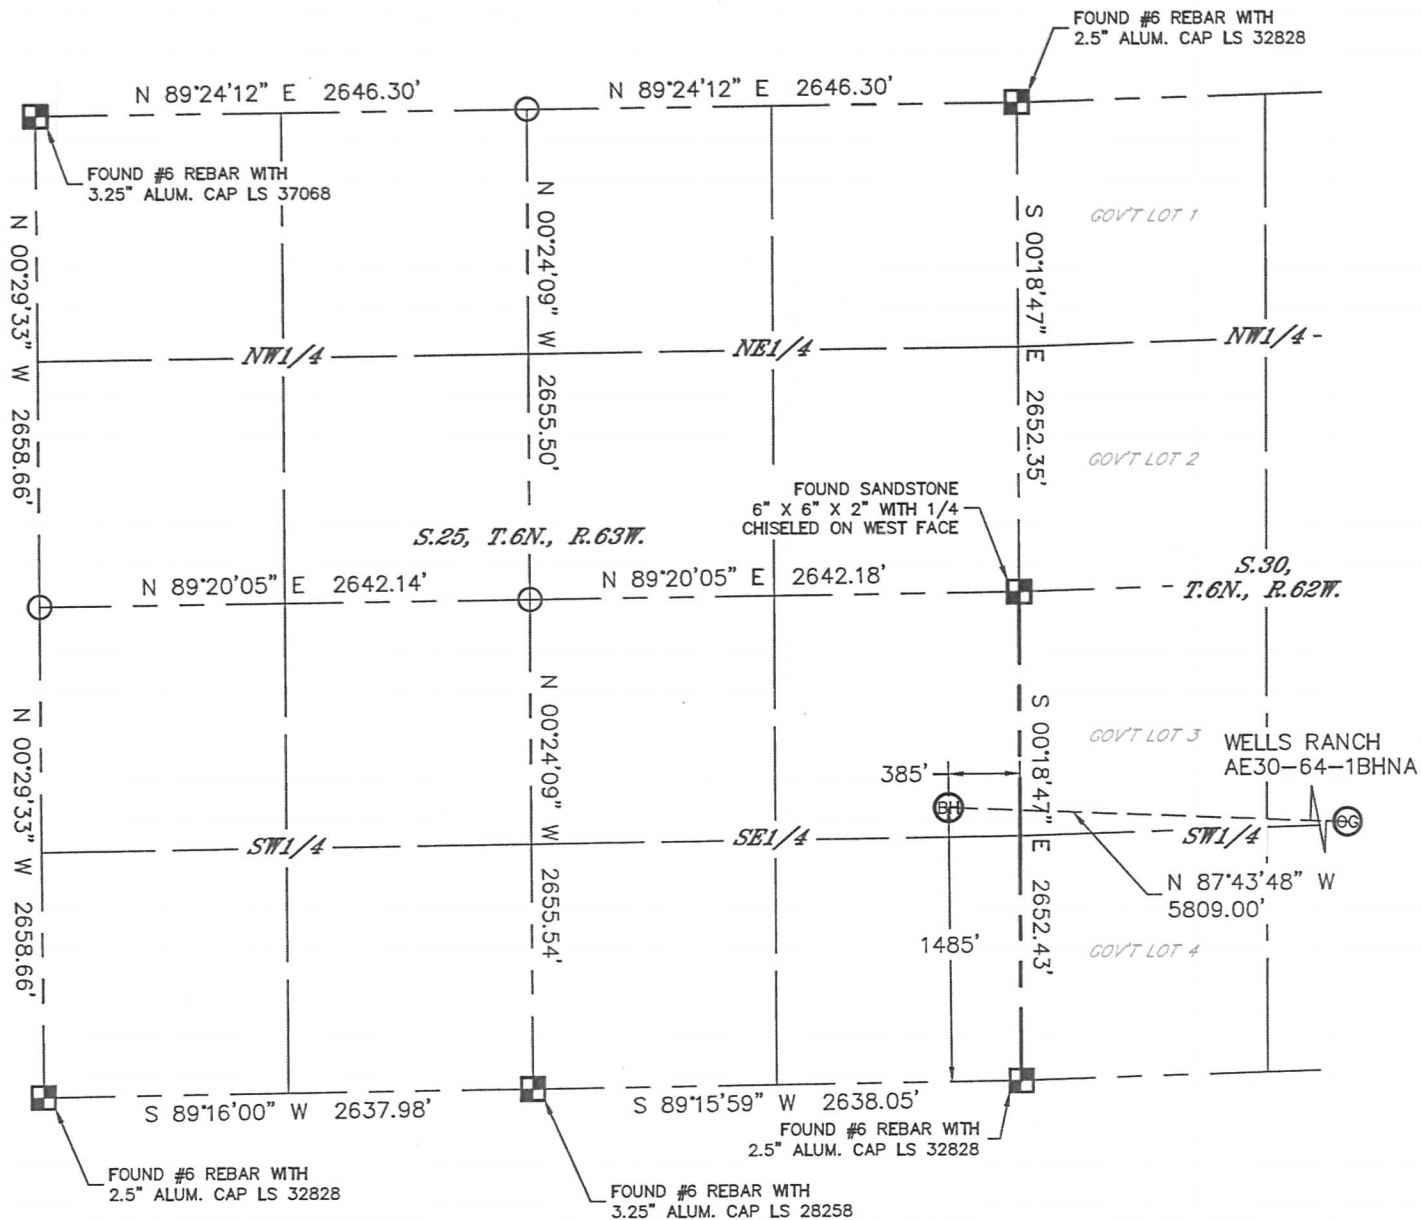 FOUND #6 REBAR WITH
2.5" ALUM. CAP LS 32828
N 89°24'12" E 2646.30'
N 89°24'12" E 2646.30'
FOUND #6 REBAR WITH
3.25" ALUM. CAP LS 37068
N 00°29'33" W 2658.66'
N 00°24'09" W 2655.50'
S 00°18'47" E 2652.35'
GOV'T LOT 1
NW1/4
NE1/4
NW1/4
GOV'T LOT 2
FOUND SANDSTONE
6" X 6" X 2" WITH 1/4
CHISELED ON WEST FACE
S.25, T.6N., R.63W.
S.30,
T.6N., R.62W.
N 89°20'05" E 2642.14'
N 89°20'05" E 2642.18'
N 00°29'33" W 2658.66'
N 00°24'09" W 2655.54'
S 00°18'47" E 2652.43'
GOV'T LOT 3
WELLS RANCH
AE30-64-1BHNA
385'
BH
OG
SW1/4
SE1/4
SW1/4
N 87°43'48" W
5809.00'
1485'
GOV'T LOT 4
S 89°16'00" W 2637.98'
S 89°15'59" W 2638.05'
FOUND #6 REBAR WITH
2.5" ALUM. CAP LS 32828
FOUND #6 REBAR WITH
2.5" ALUM. CAP LS 32828
FOUND #6 REBAR WITH
3.25" ALUM. CAP LS 28258